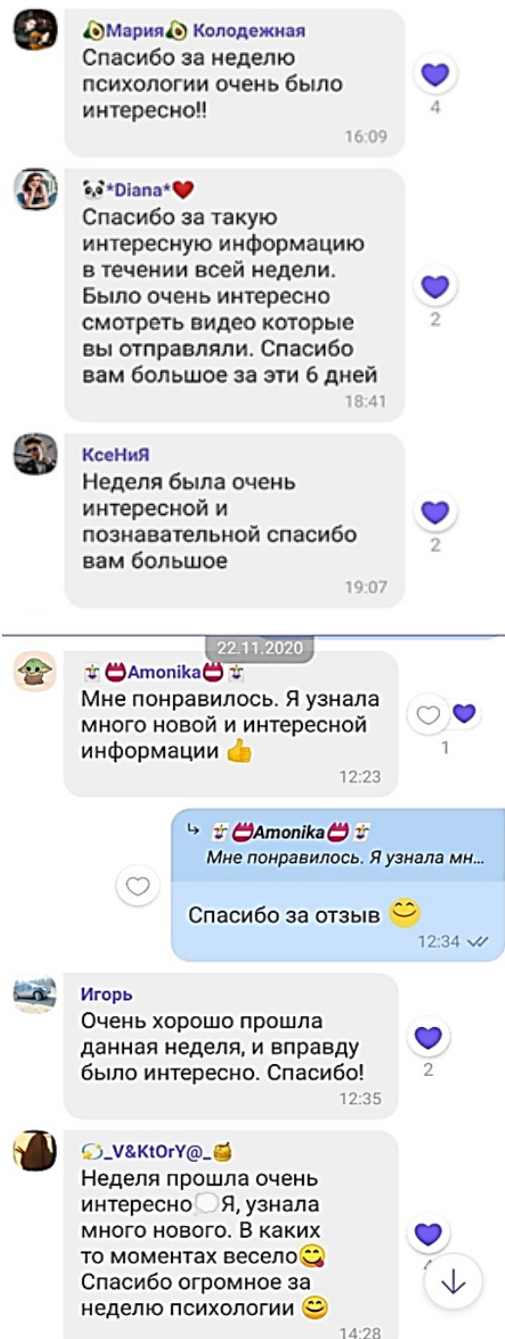 🥑Мария🥑 Колодежная
Спасибо за неделю
психологии очень было
интересно!!
16:09
4
🐼*Diana*❤️
Спасибо за такую
интересную информацию
в течении всей недели.
Было очень интересно
смотреть видео которые
вы отправляли. Спасибо
вам большое за эти 6 дней
18:41
2
КсеНиЯ
Неделя была очень
интересной и
познавательной спасибо
вам большое
19:07
2
22.11.2020
🃏👛Amonika👛🃏
Мне понравилось. Я узнала
много новой и интересной
информации 👍
12:23
1
🃏👛Amonika👛🃏
Мне понравилось. Я узнала мн...
Спасибо за отзыв 😊
12:34
Игорь
Очень хорошо прошла
данная неделя, и вправду
было интересно. Спасибо!
12:35
2
💫_V&KtOrY@_🍯
Неделя прошла очень
интересно💭Я, узнала
много нового. В каких
то моментах весело😋
Спасибо огромное за
неделю психологии 😊
14:28